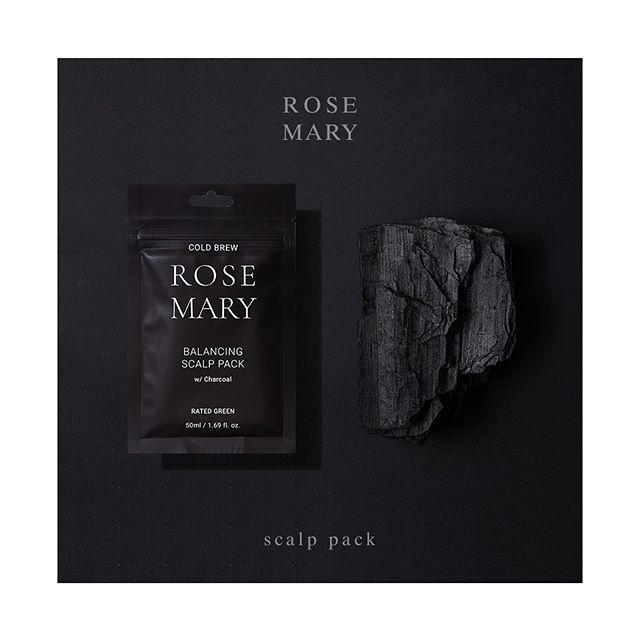 ROSE
MARY
COLD BREW
ROSE
MARY
BALANCING
SCALP PACK
w/ Charcoal
RATED GREEN
50ml / 1.69 fl. oz.
scalp pack